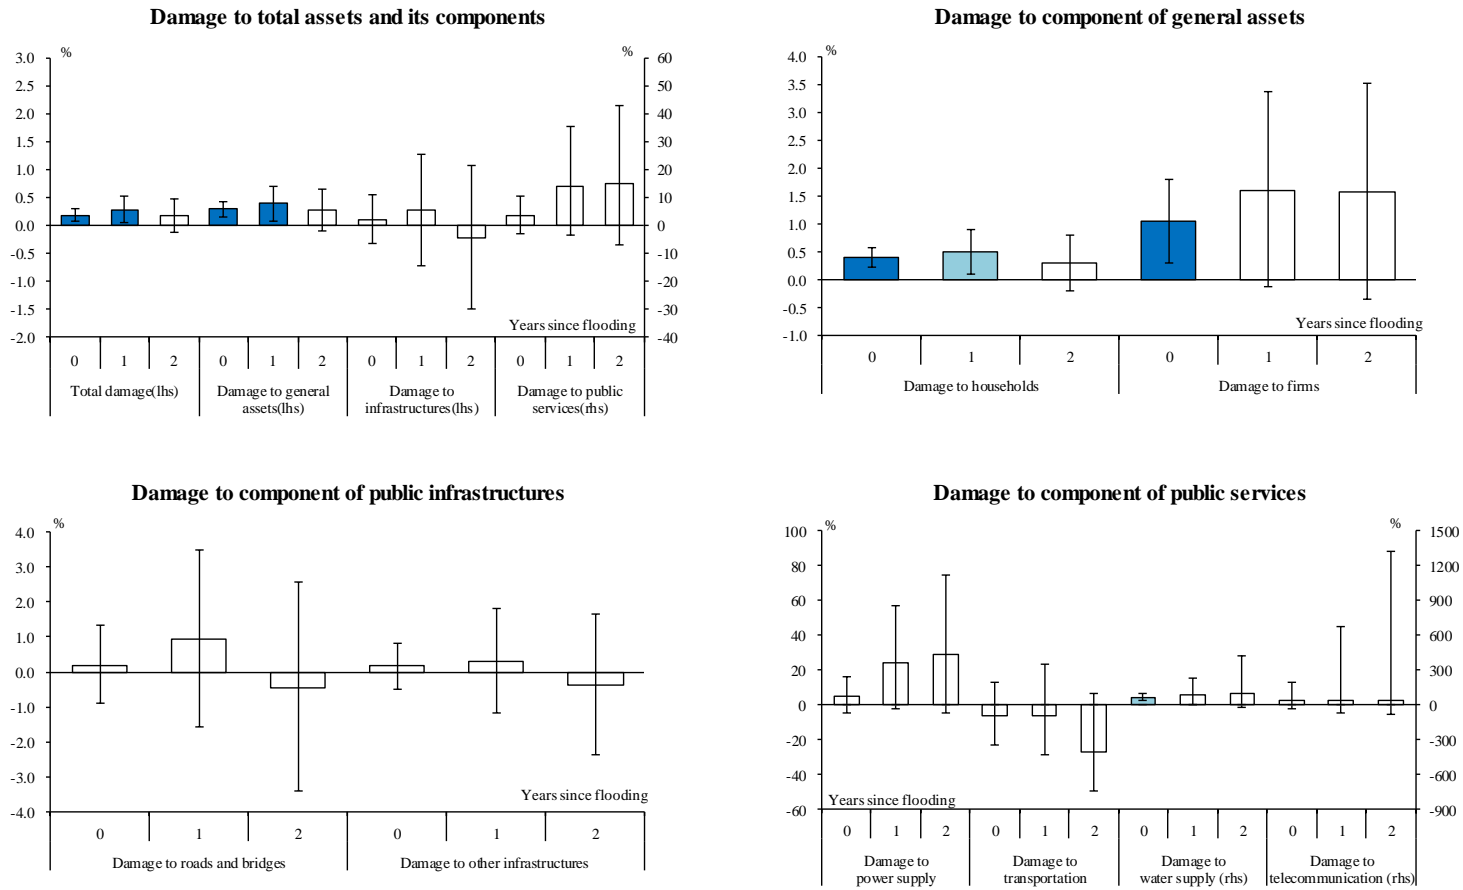 Damage to total assets and its components
%
%
3.0
2.5
2.0
1.5
1.0
0.5
0.0
-0.5
-1.0
-1.5
-2.0
60
50
40
30
20
10
0
-10
-20
-30
-40
Years since flooding
0 1 2 0 1 2 0 1 2 0 1 2
Total damage(lhs)
Damage to general
assets(lhs)
Damage to
infrastructures(lhs)
Damage to public
services(rhs)
Damage to component of general assets
%
4.0
3.5
3.0
2.5
2.0
1.5
1.0
0.5
0.0
-0.5
-1.0
Years since flooding
0 1 2 0 1 2
Damage to households
Damage to firms
Damage to component of public infrastructures
%
4.0
3.0
2.0
1.0
0.0
-1.0
-2.0
-3.0
-4.0
Years since flooding
0 1 2 0 1 2
Damage to roads and bridges
Damage to other infrastructures
Damage to component of public services
%
%
100
80
60
40
20
0
-20
-40
-60
1500
1200
900
600
300
0
-300
-600
-900
Years since flooding
0 1 2 0 1 2 0 1 2 0 1 2
Damage to
power supply
Damage to
transportation
Damage to
water supply (rhs)
Damage to
telecommunication (rhs)